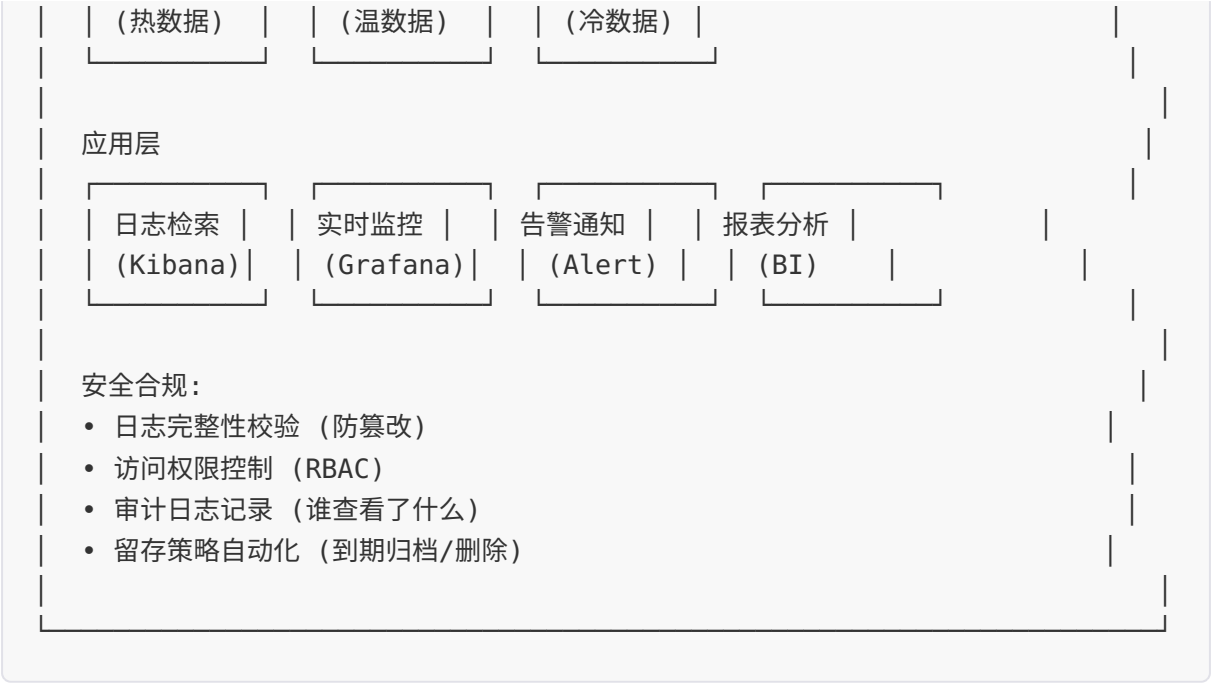 (热数据) (温数据) (冷数据)
应用层
日志检索 实时监控 告警通知 报表分析
(Kibana) (Grafana) (Alert) (BI)
安全合规:
• 日志完整性校验 (防篡改)
• 访问权限控制 (RBAC)
• 审计日志记录 (谁查看了什么)
• 留存策略自动化 (到期归档/删除)